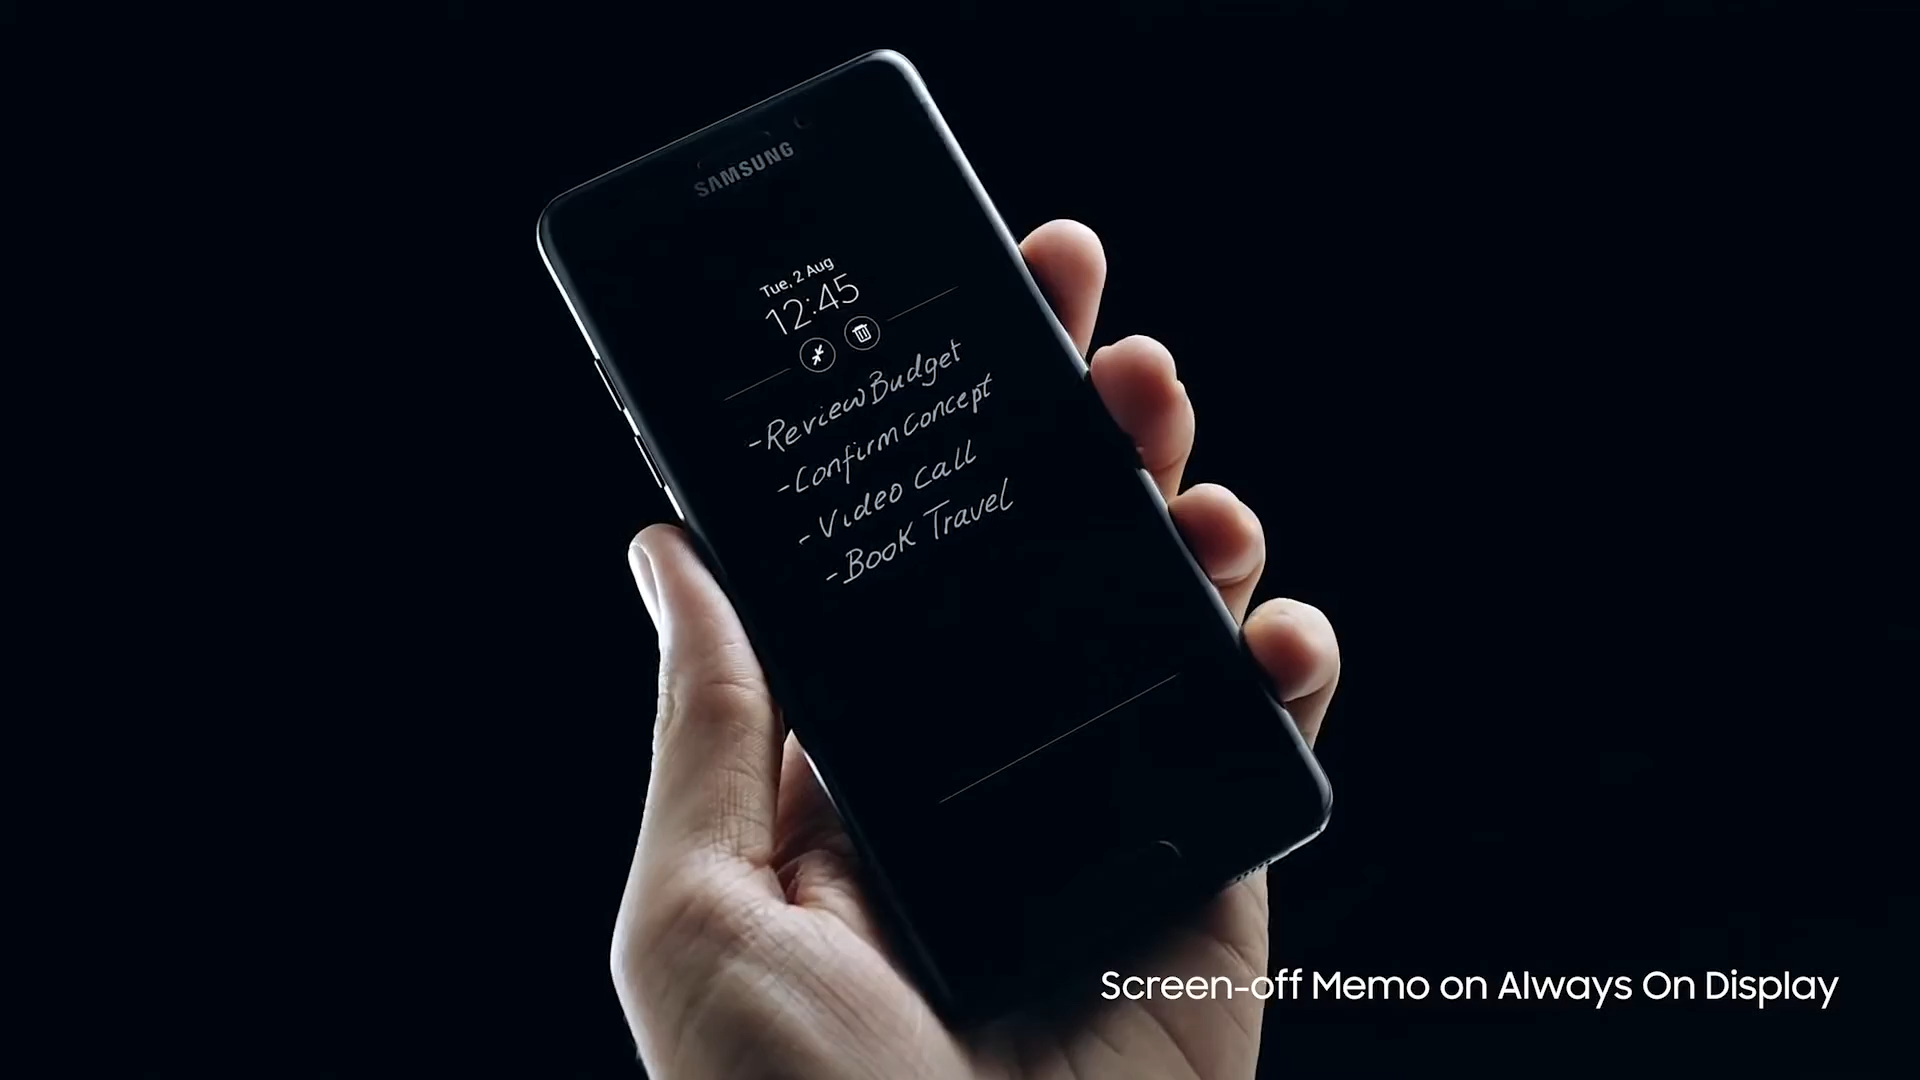 SAMSUNG
Tue, 2 Aug
12:45
-Review Budget
-Confirm Concept
-Video Call
-Book Travel
Screen-off Memo on Always On Display